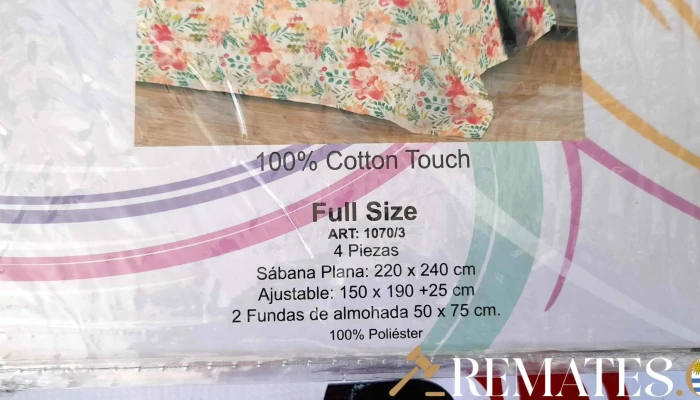 100% Cotton Touch
Full Size
ART: 1070/3
4 Piezas
Sábana Plana: 220 x 240 cm
Ajustable: 150 x 190 +25 cm
2 Fundas de almohada 50 x 75 cm.
100% Poliéster
REMATES.